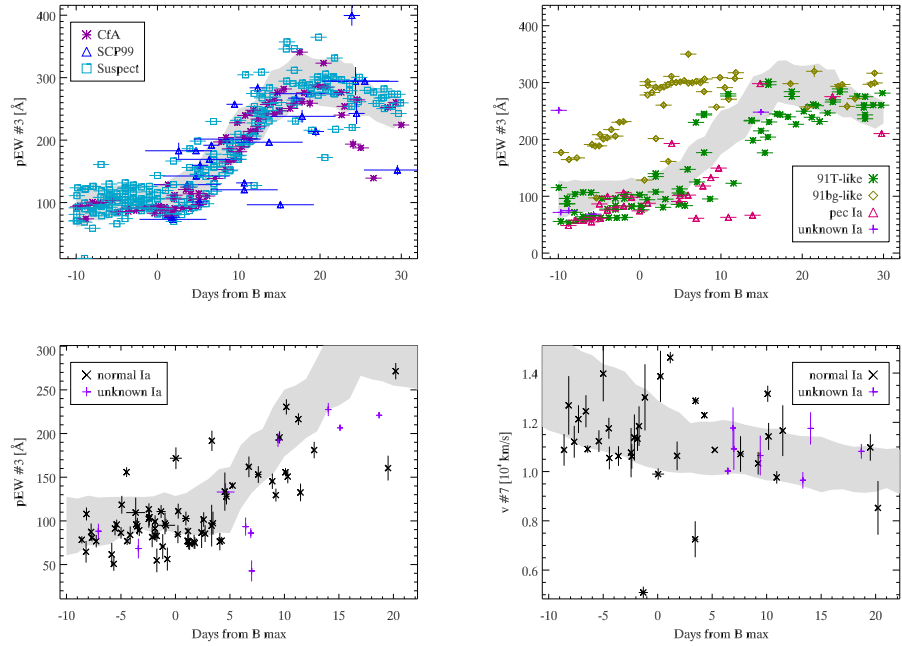 400
300
200
100
pEW #3 [Å]
CfA
SCP99
Suspect
-10 0 10 20 30
Days from B max
400
300
200
100
0
pEW #3 [Å]
91T-like
91bg-like
pec Ia
unknown Ia
-10 0 10 20 30
Days from B max
300
250
200
150
100
50
pEW #3 [Å]
normal Ia
unknown Ia
-10 -5 0 5 10 15 20
Days from B max
1.4
1.2
1.0
0.8
0.6
v #7 [10⁴ km/s]
normal Ia
unknown Ia
-10 -5 0 5 10 15 20
Days from B max